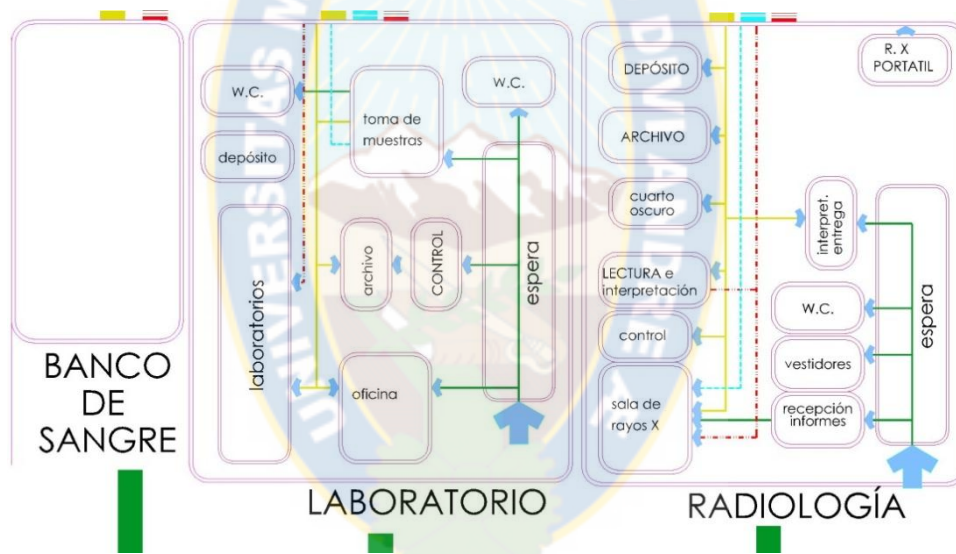 BANCO
DE
SANGRE
W.C.
depósito
laboratorios
toma de
muestras
W.C.
archivo
CONTROL
espera
oficina
LABORATORIO
DEPÓSITO
ARCHIVO
cuarto
oscuro
LECTURA e
interpretación
control
sala de
rayos X
R. X
PORTATIL
interpret.
entrega
W.C.
vestidores
recepción
informes
espera
RADIOLOGÍA
UNIVERSITAS